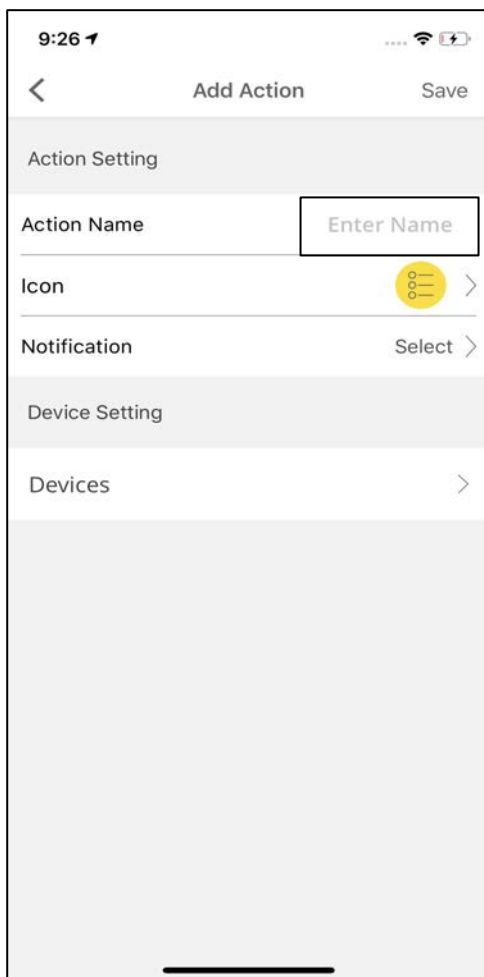 9:26
Add Action Save
Action Setting
Action Name Enter Name
Icon
Notification Select
Device Setting
Devices